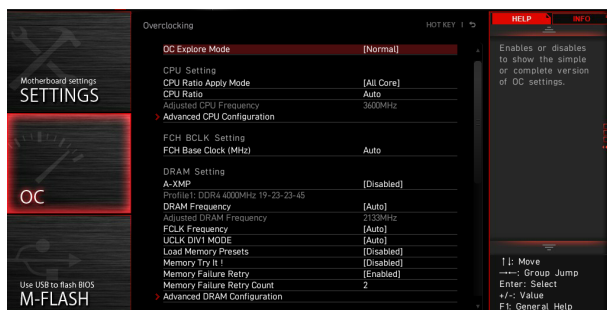 Overclocking
HOT KEY |
HELP
INFO
Motherboard settings
SETTINGS
OC
Use USB to flash BIOS
M-FLASH
OC Explore Mode [Normal]
CPU Setting
CPU Ratio Apply Mode [All Core]
CPU Ratio Auto
Adjusted CPU Frequency 3600MHz
> Advanced CPU Configuration
FCH BCLK Setting
FCH Base Clock (MHz) Auto
DRAM Setting
A-XMP [Disabled]
Profile1: DDR4 4000MHz 19-23-23-45
DRAM Frequency [Auto]
Adjusted DRAM Frequency 2133MHz
FCLK Frequency [Auto]
UCLK DIV1 MODE [Auto]
Load Memory Presets [Disabled]
Memory Try It ! [Disabled]
Memory Failure Retry [Enabled]
Memory Failure Retry Count 2
> Advanced DRAM Configuration
Enables or disables
to show the simple
or complete version
of OC settings.
↑↓: Move
→←: Group Jump
Enter: Select
+/-: Value
F1: General Help